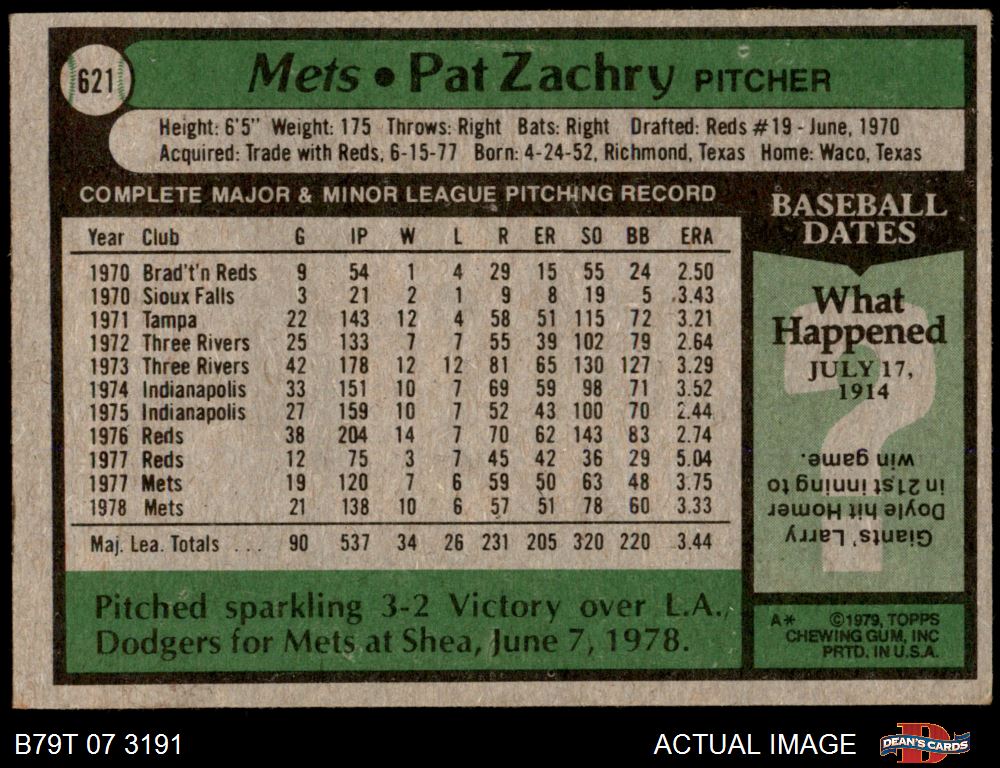 621
Mets • Pat Zachry PITCHER
Height: 6'5" Weight: 175 Throws: Right Bats: Right Drafted: Reds #19 - June, 1970
Acquired: Trade with Reds, 6-15-77 Born: 4-24-52, Richmond, Texas Home: Waco, Texas
COMPLETE MAJOR & MINOR LEAGUE PITCHING RECORD
Year Club G IP W L R ER SO BB ERA
1970 Brad't'n Reds 9 54 1 4 29 15 55 24 2.50
1970 Sioux Falls 3 21 2 1 9 8 19 5 3.43
1971 Tampa 22 143 12 4 58 51 115 72 3.21
1972 Three Rivers 25 133 7 7 55 39 102 79 2.64
1973 Three Rivers 42 178 12 12 81 65 130 127 3.29
1974 Indianapolis 33 151 10 7 69 59 98 71 3.52
1975 Indianapolis 27 159 10 7 52 43 100 70 2.44
1976 Reds 38 204 14 7 70 62 143 83 2.74
1977 Reds 12 75 3 7 45 42 36 29 5.04
1977 Mets 19 120 7 6 59 50 63 48 3.75
1978 Mets 21 138 10 6 57 51 78 60 3.33
Maj. Lea. Totals ... 90 537 34 26 231 205 320 220 3.44
Pitched sparkling 3-2 Victory over L.A.
Dodgers for Mets at Shea, June 7, 1978.
BASEBALL
DATES
What
Happened
JULY 17,
1914
?
Giants' Larry
Doyle hit Homer
in 21st inning to
win game.
A* ©1979, TOPPS
CHEWING GUM, INC
PRTD. IN U.S.A.
B79T 07 3191
ACTUAL IMAGE
D
DEAN'S CARDS